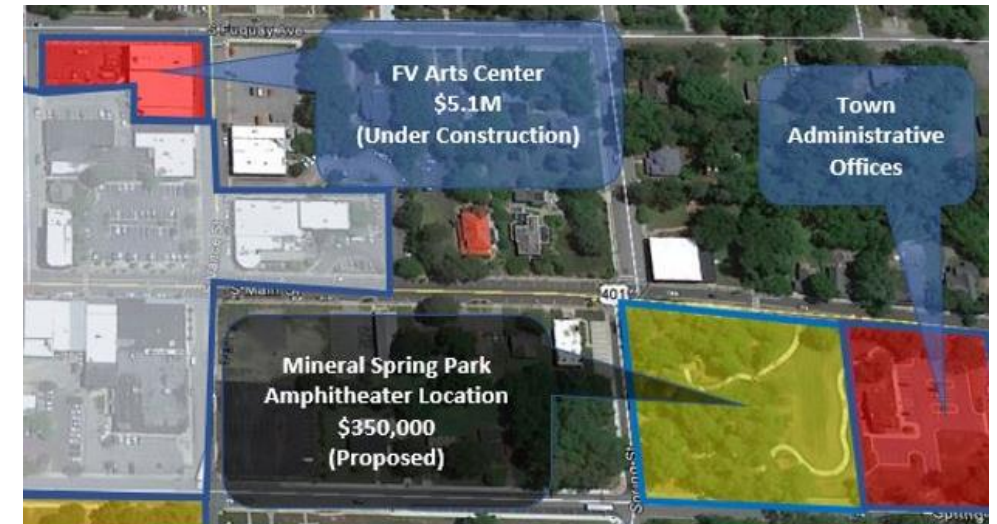 S Fuquay Ave
FV Arts Center
$5.1M
(Under Construction)
Town
Administrative
Offices
S Main St
401
Mineral Spring Park
Amphitheater Location
$350,000
(Proposed)
Spring St